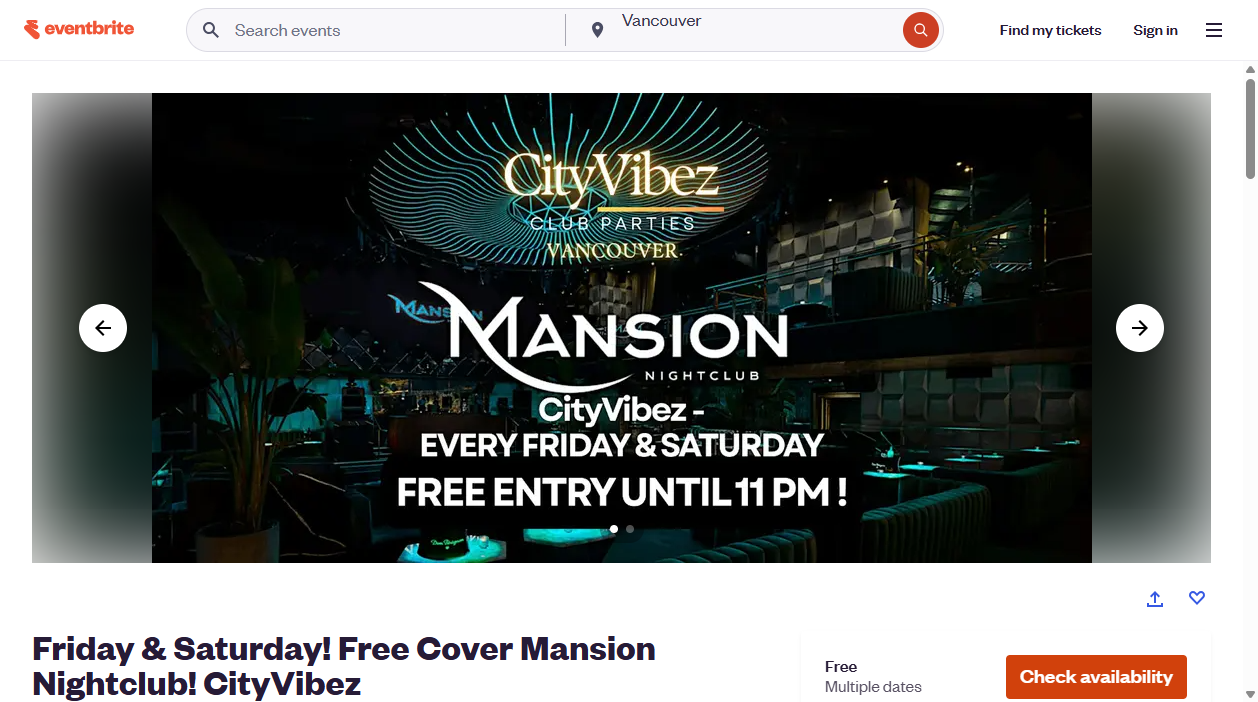 eventbrite
Search events
Vancouver
Find my tickets
Sign in
CityVibez
CLUB PARTIES
VANCOUVER
MANSION
MANSION
NIGHTCLUB
CityVibez -
EVERY FRIDAY & SATURDAY
FREE ENTRY UNTIL 11 PM !
Friday & Saturday! Free Cover Mansion
Nightclub! CityVibez
Free
Multiple dates
Check availability